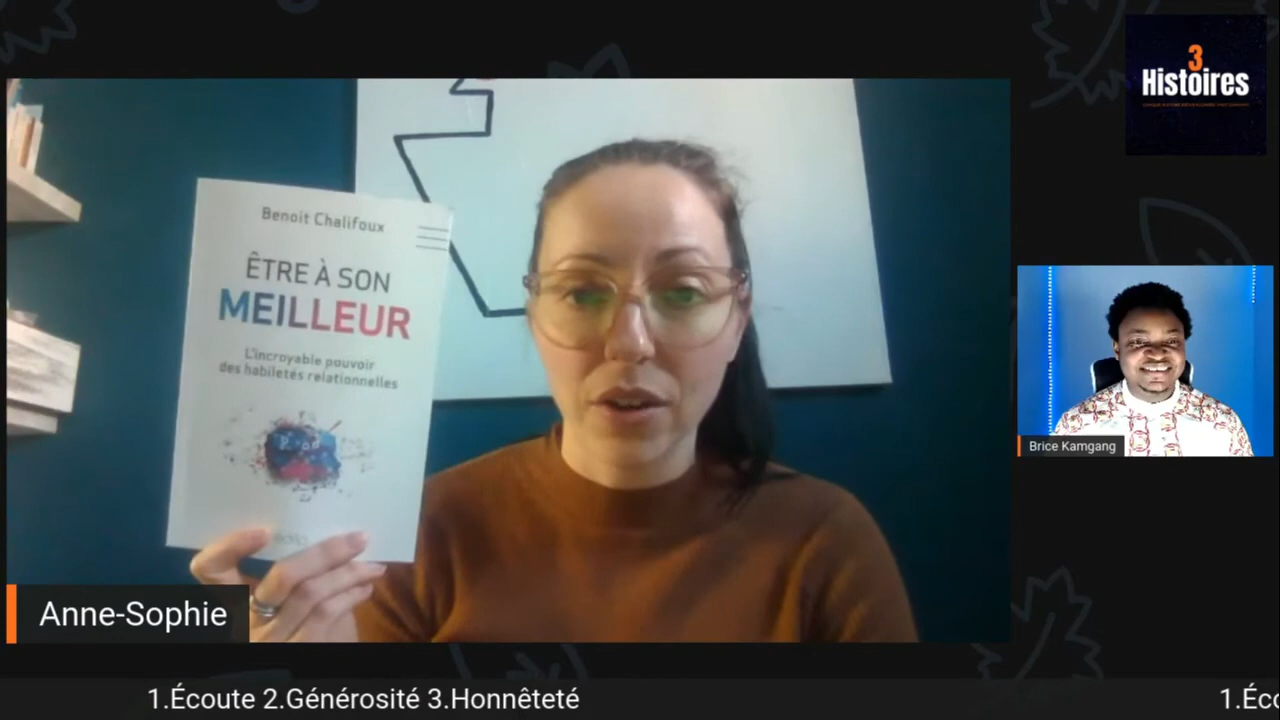 3
Histoires
Benoit Chalifoux
ÊTRE À SON
MEILLEUR
L'incroyable pouvoir
des habiletés relationnelles
Brice Kamgang
Anne-Sophie
1.Écoute 2.Générosité 3.Honnêteté
1.Éco